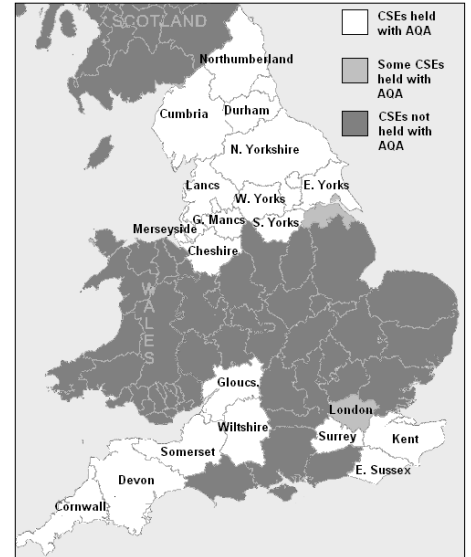 SCOTLAND
CSEs held
with AQA
Northumberland
Some CSEs
held with
AQA
Cumbria
Durham
CSEs not
held with
AQA
N. Yorkshire
Lancs
W. Yorks
E. Yorks
G. Mancs
S. Yorks
Merseyside
Cheshire
WALES
Gloucs.
London
Wiltshire
Surrey
Kent
Somerset
E. Sussex
Devon
Cornwall